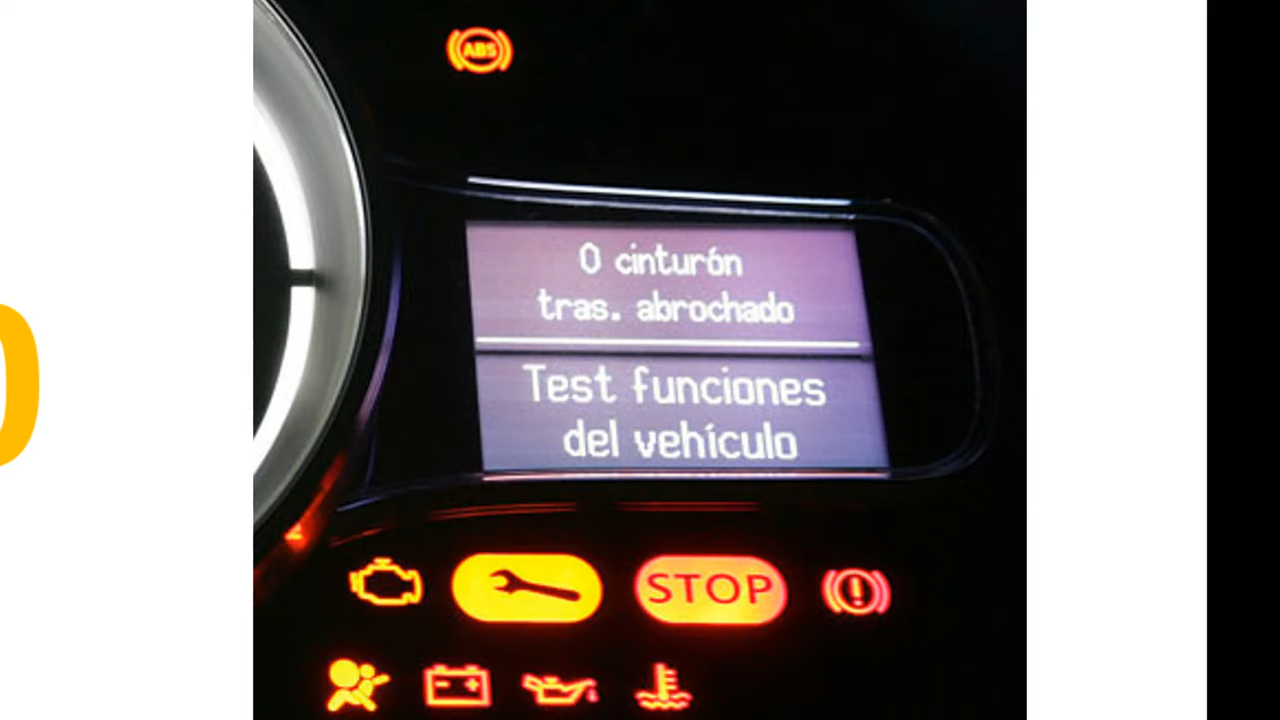 ABS
0 cinturón
tras. abrochado
Test funciones
del vehículo
STOP